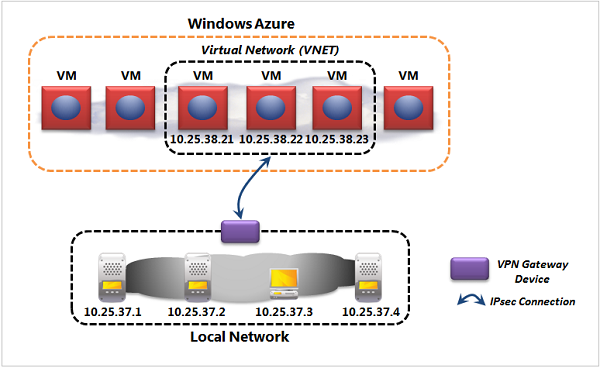 Windows Azure
Virtual Network (VNET)
VM VM VM VM VM VM
10.25.38.21 10.25.38.22 10.25.38.23
10.25.37.1 10.25.37.2 10.25.37.3 10.25.37.4
Local Network
VPN Gateway
Device
IPsec Connection